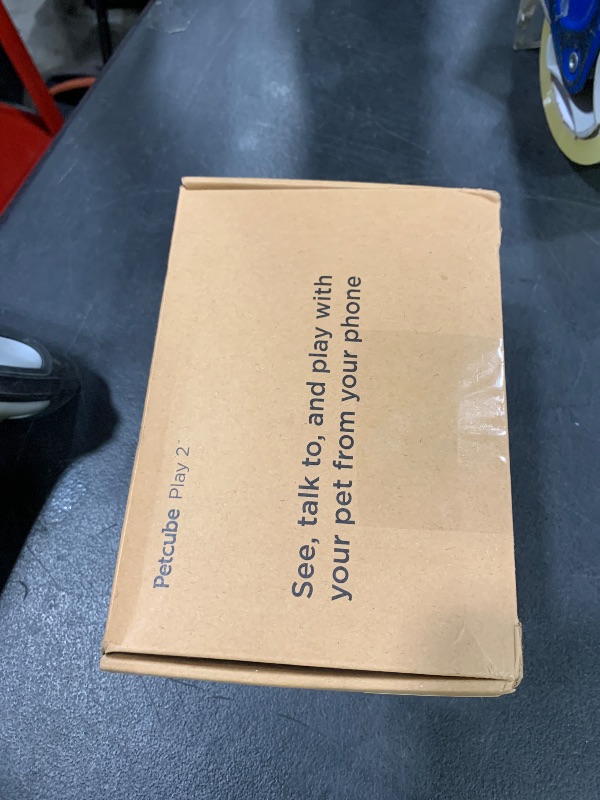 Petcube Play 2
See, talk to, and play with
your pet from your phone